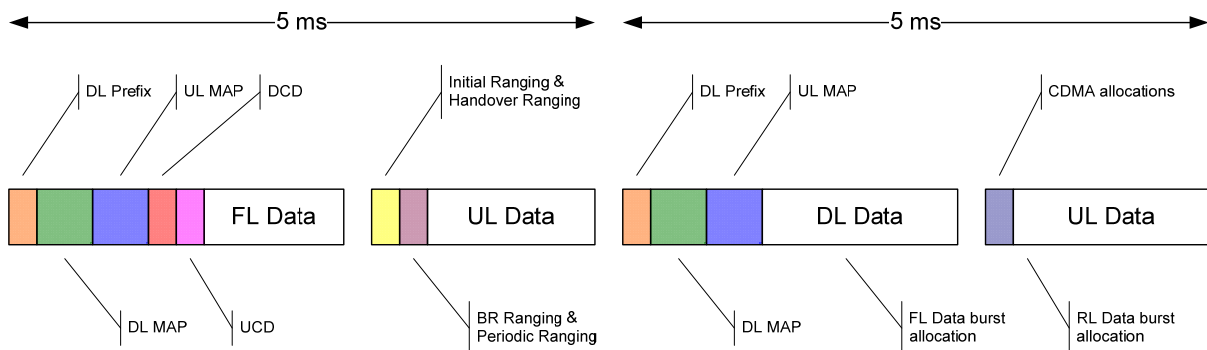 5 ms
5 ms
DL Prefix
UL MAP
DCD
Initial Ranging &
Handover Ranging
DL Prefix
UL MAP
CDMA allocations
FL Data
UL Data
DL Data
UL Data
DL MAP
UCD
BR Ranging &
Periodic Ranging
DL MAP
FL Data burst
allocation
RL Data burst
allocation